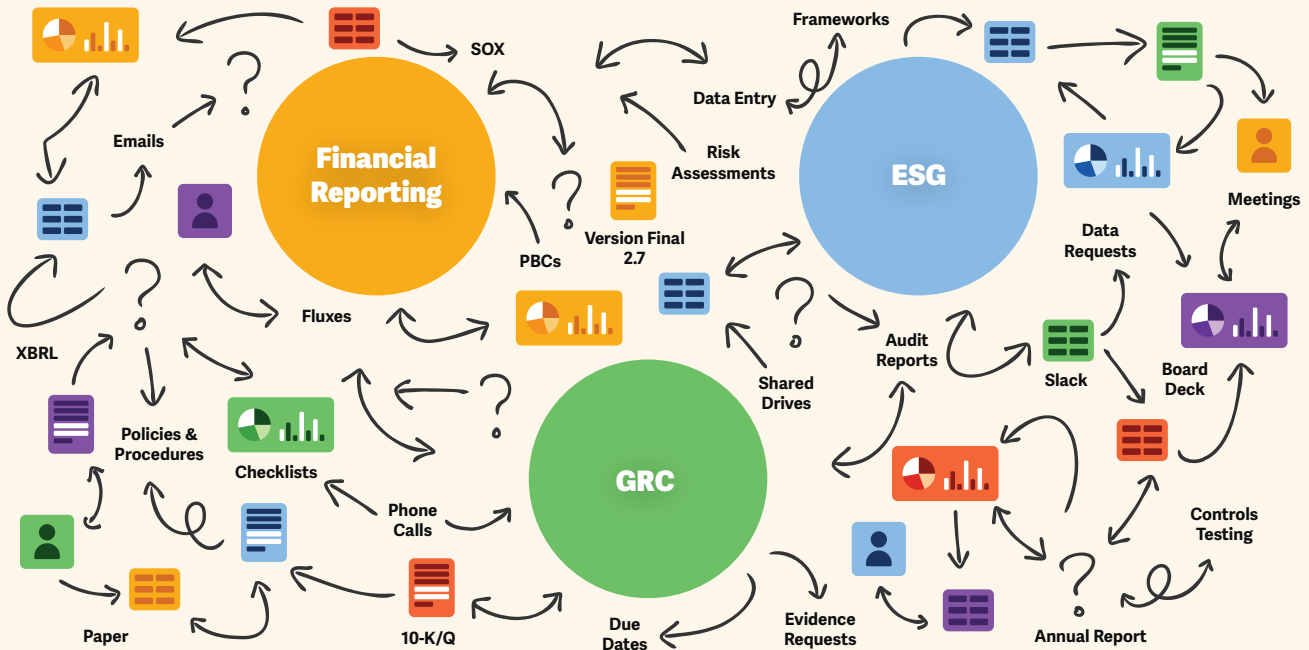 Frameworks
SOX
Data Entry
Emails
Financial
Reporting
Risk
Assessments
ESG
Meetings
Version Final
2.7
Data
Requests
PBCs
Fluxes
XBRL
Audit
Reports
Shared
Drives
Slack
Board
Deck
Policies &
Procedures
Checklists
GRC
Phone
Calls
Controls
Testing
Paper
10-K/Q
Due
Dates
Evidence
Requests
Annual Report